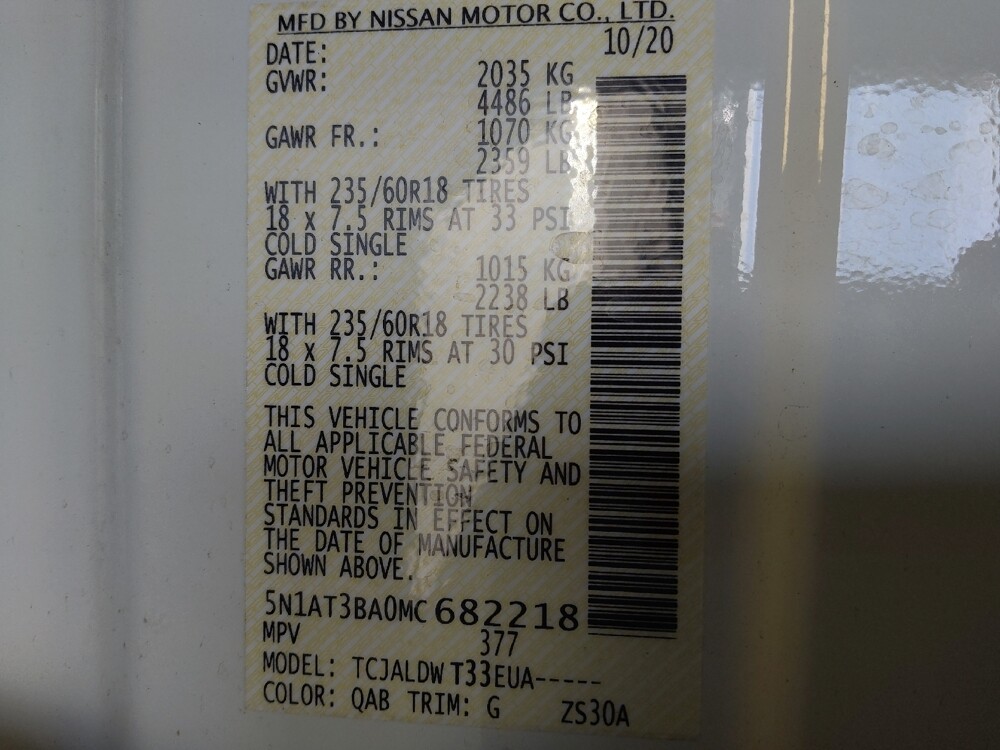 MFD BY NISSAN MOTOR CO., LTD.
DATE: 10/20
GVWR: 2035 KG
4486 LB
GAWR FR.: 1070 KG
2359 LB
WITH 235/60R18 TIRES
18 x 7.5 RIMS AT 33 PSI
COLD SINGLE
GAWR RR.: 1015 KG
2238 LB
WITH 235/60R18 TIRES
18 x 7.5 RIMS AT 30 PSI
COLD SINGLE
THIS VEHICLE CONFORMS TO
ALL APPLICABLE FEDERAL
MOTOR VEHICLE SAFETY AND
THEFT PREVENTION
STANDARDS IN EFFECT ON
THE DATE OF MANUFACTURE
SHOWN ABOVE.
5N1AT3BA0MC 682218
MPV 377
MODEL: TCJALDW T33EUA-----
COLOR: QAB TRIM: G ZS30A